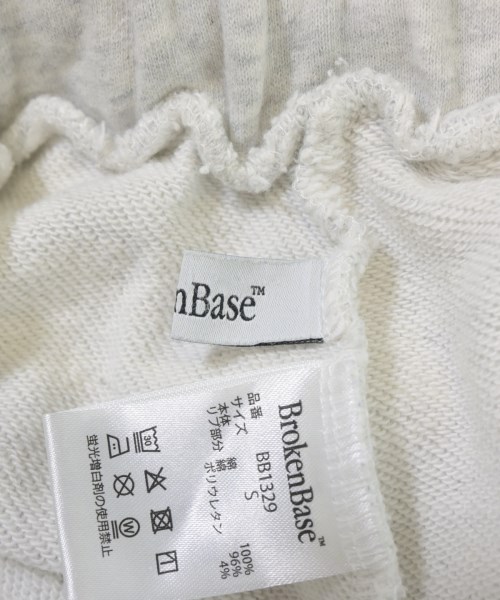 nBase™
BrokenBase™
品番 BB1329
サイズ S
本体 綿 100%
リブ部分 綿 96%
ポリウレタン 4%
30
W
蛍光増白剤の使用禁止